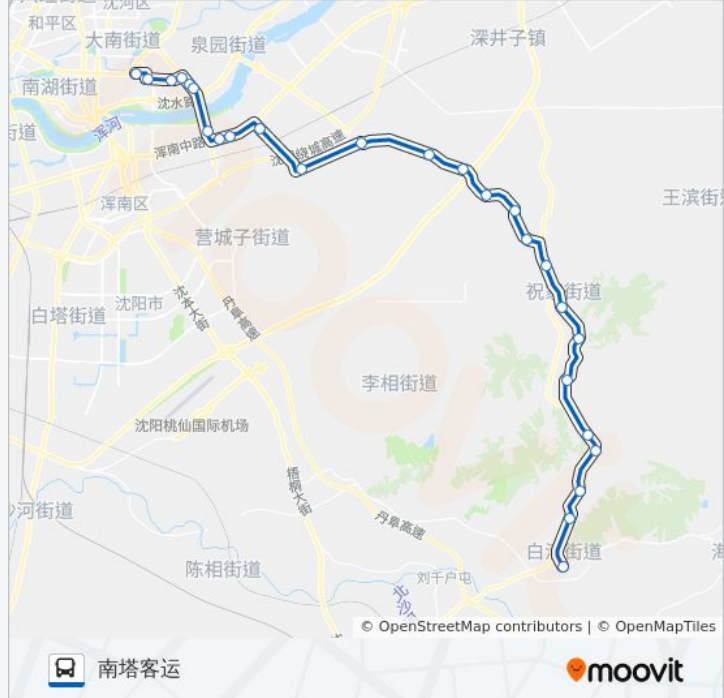 沈河区
和平区
大南街道
泉园街道
深井子镇
南湖街道
沈水路
街道
浑河
浑南中路
绕城高速
王滨街
浑南区
营城子街道
祝家街道
沈阳市
沈本大街
丹阜高速
白塔街道
李相街道
沈阳桃仙国际机场
梧桐大街
河街道
丹阜高速
白清街道
陈相街道
刘千户屯
北沙
© OpenStreetMap contributors | © OpenMapTiles
南塔客运
moovit